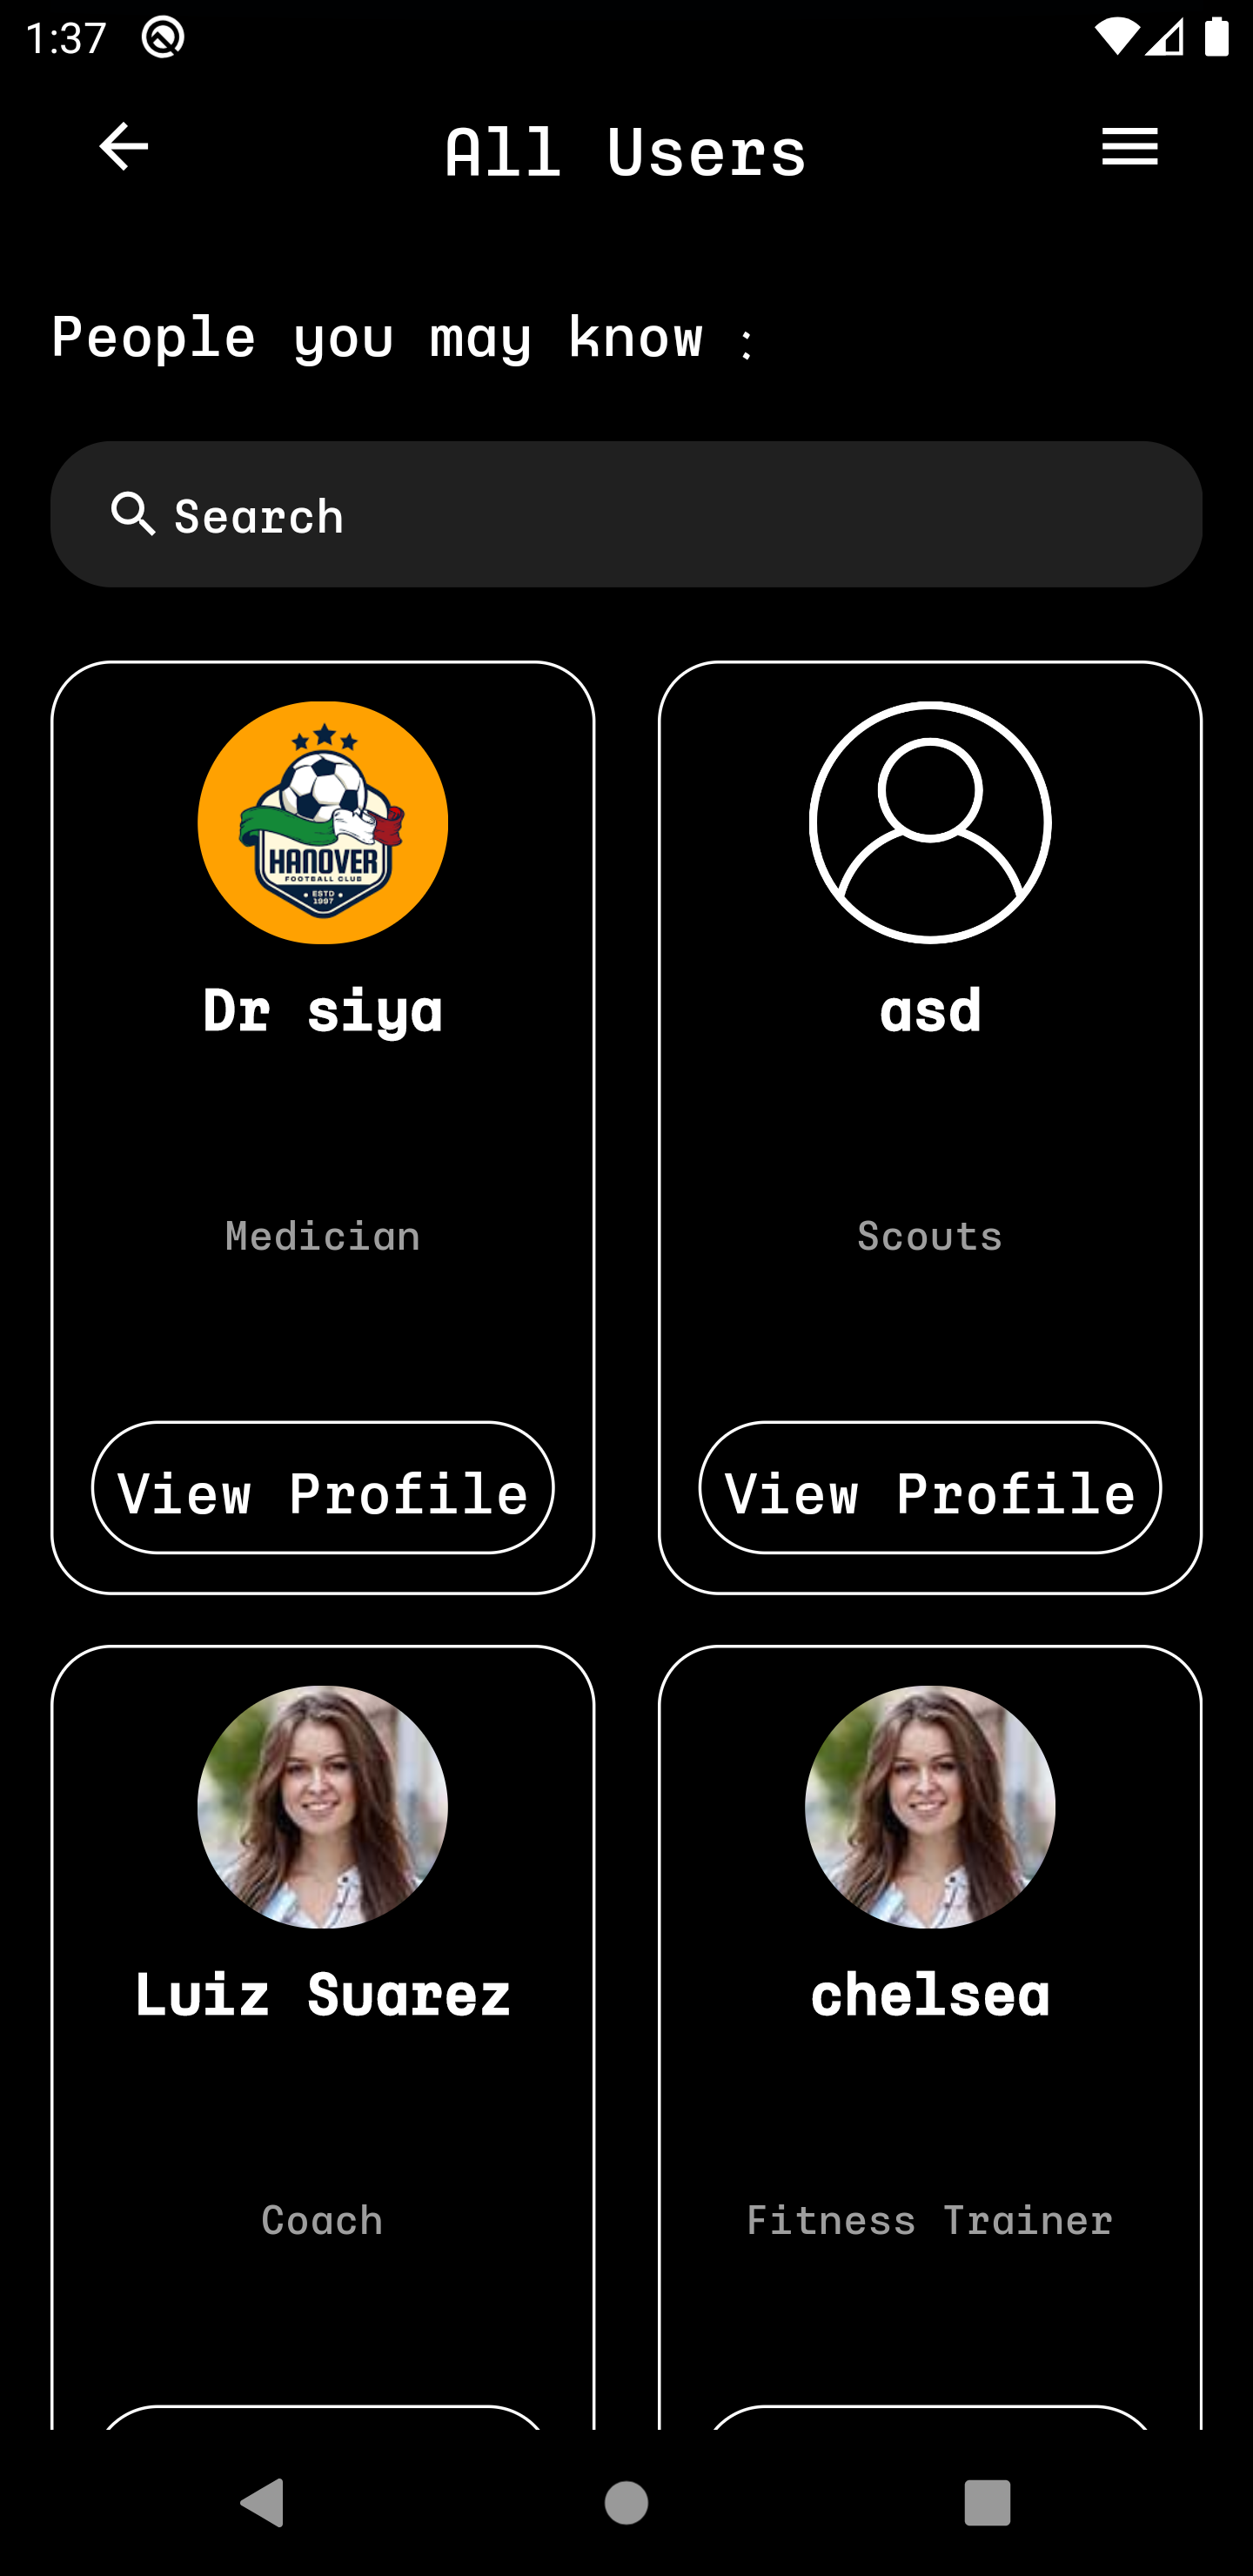 1:37
All Users
People you may know :
Search
HANOVER
FOOTBALL CLUB
ESTD
1997
Dr siya
asd
Medician
Scouts
View Profile
View Profile
Luiz Suarez
chelsea
Coach
Fitness Trainer